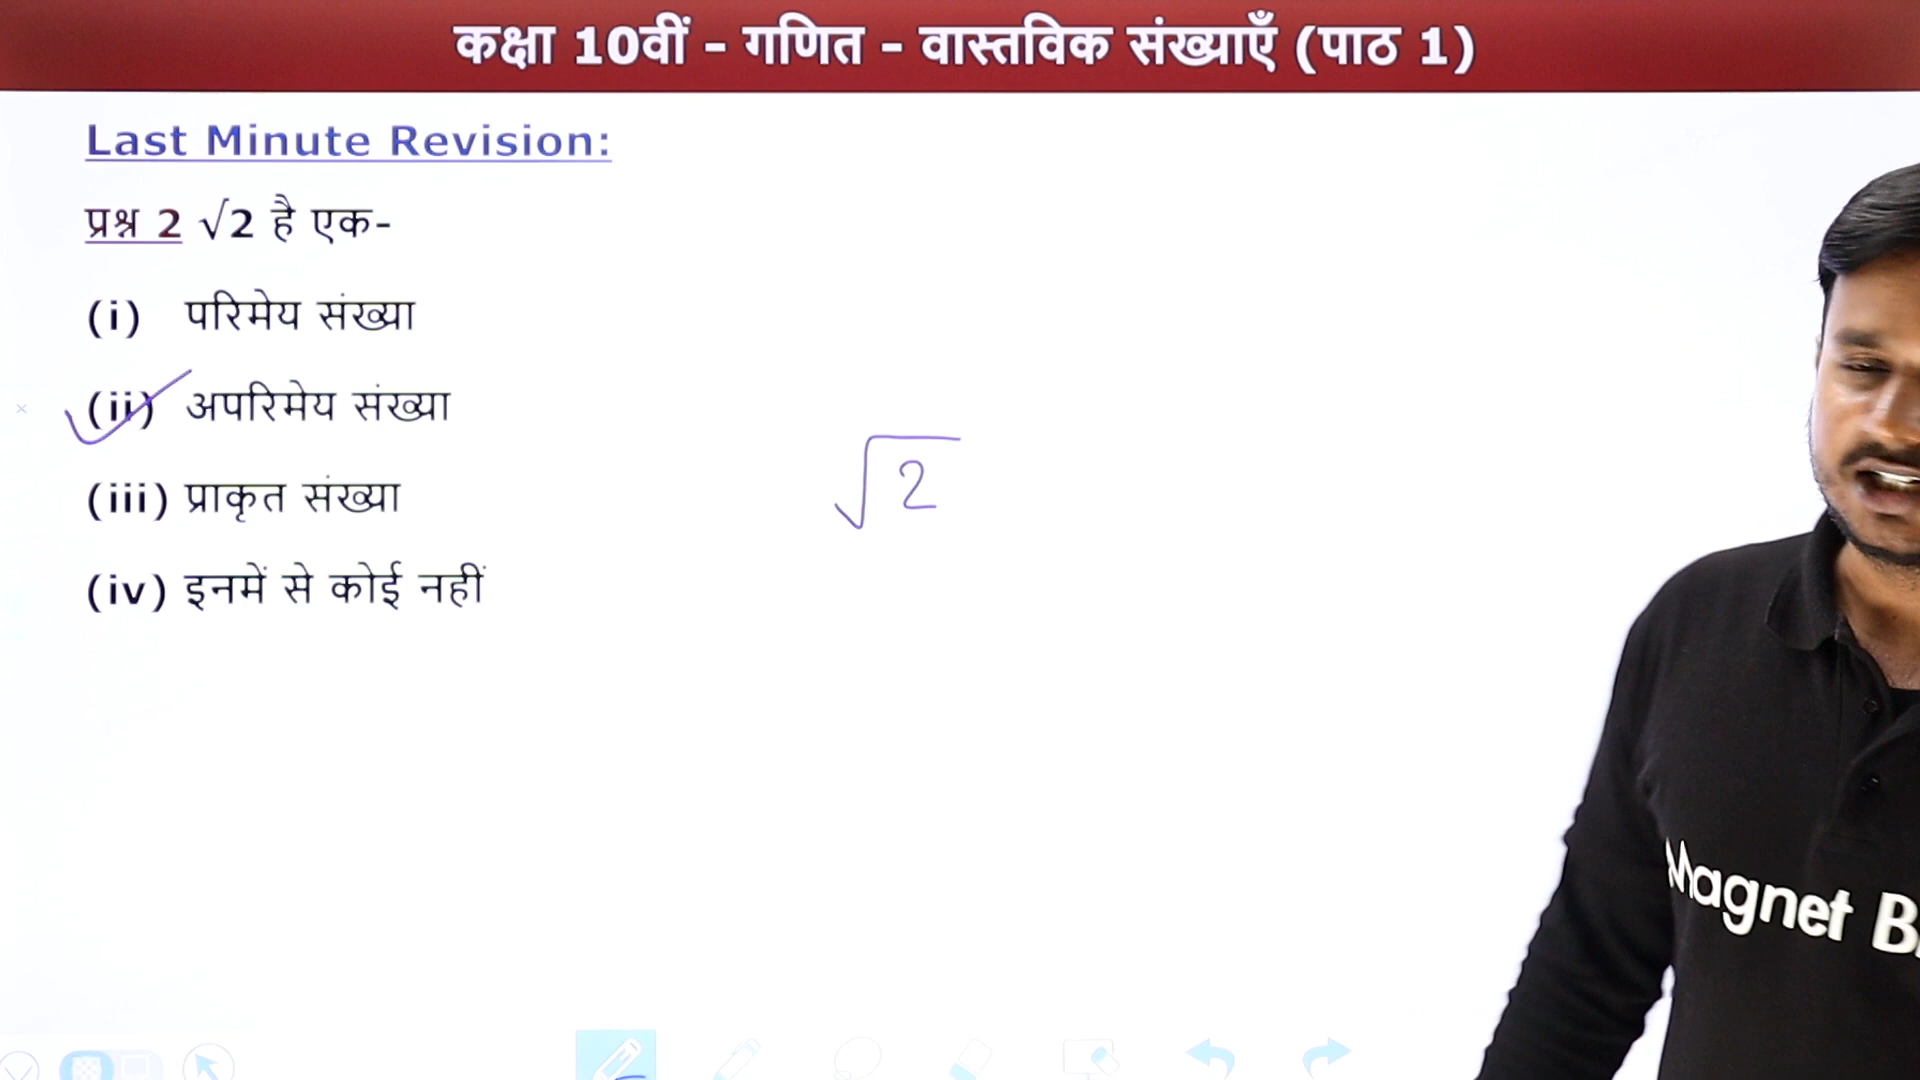 कक्षा 10वीं - गणित - वास्तविक संख्याएँ (पाठ 1)
Last Minute Revision:
प्रश्न 2 √2 है एक-
(i) परिमेय संख्या
(ii) अपरिमेय संख्या
(iii) प्राकृत संख्या
(iv) इनमें से कोई नहीं
√2
Magnet B